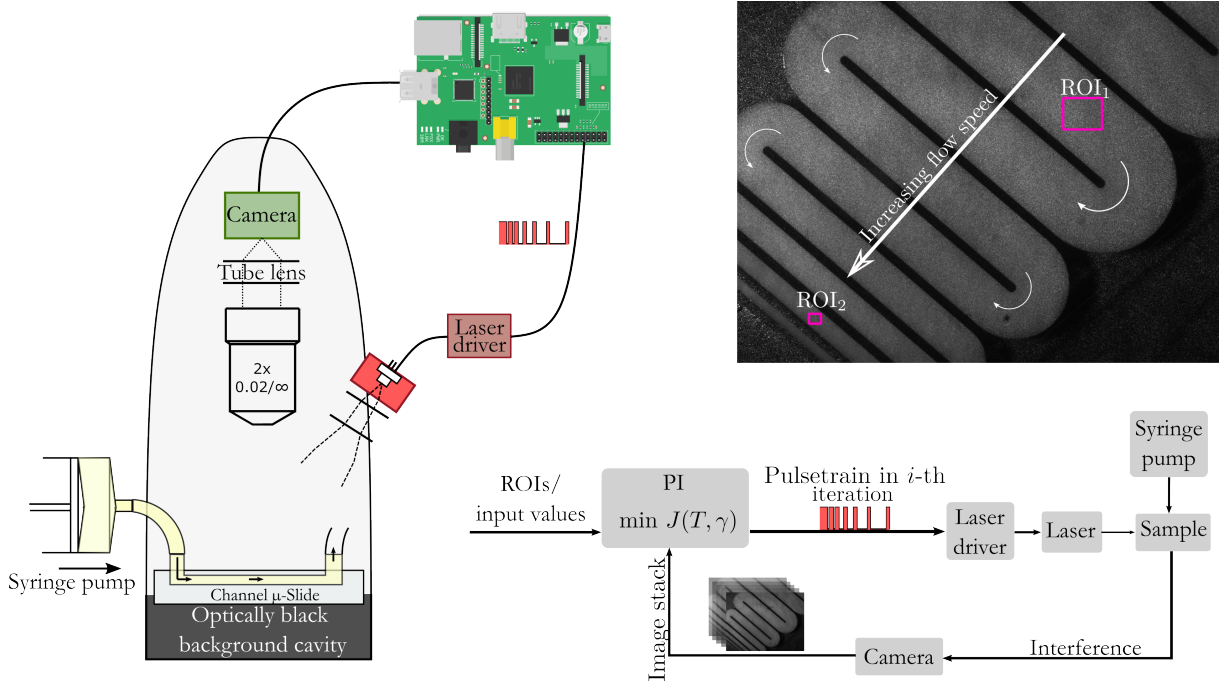 Camera
Tube lens
2x
0.02/∞
Laser
driver
Syringe pump
Channel µ-Slide
Optically black
background cavity
ROI₁
Increasing flow speed
ROI₂
ROIs/
input values
PI
min J(T, γ)
Pulsetrain in i-th
iteration
Laser
driver
Laser
Syringe
pump
Sample
Interference
Camera
Image stack